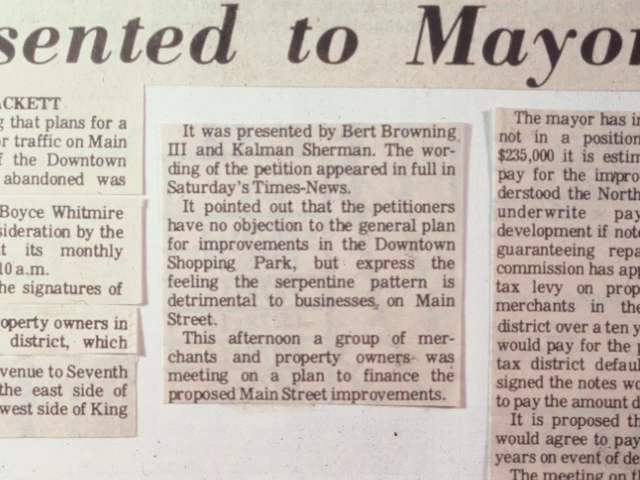 sented to Mayor
ACKETT
g that plans for a
or traffic on Main
f the Downtown
abandoned was
Boyce Whitmire
sideration by the
t its monthly
10 a.m.
he signatures of
operty owners in
district, which
venue to Seventh
the east side of
west side of King
It was presented by Bert Browning
III and Kalman Sherman. The wor-
ding of the petition appeared in full in
Saturday's Times-News.
It pointed out that the petitioners
have no objection to the general plan
for improvements in the Downtown
Shopping Park, but express the
feeling the serpentine pattern is
detrimental to businesses, on Main
Street.
This afternoon a group of mer-
chants and property owners was
meeting on a plan to finance the
proposed Main Street improvements.
The mayor has in
not in a position
$235,000 it is estim
pay for the impro
derstood the North
underwrite pay
development if note
guaranteeing repa
commission has app
tax levy on prop
merchants in the
district over a ten y
would pay for the p
tax district defaul
signed the notes wo
to pay the amount d
It is proposed th
would agree to pay
years on event of de
The meeting on th